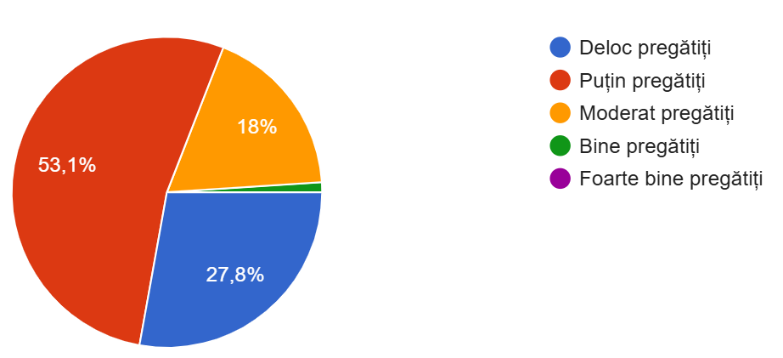 18%
53,1%
27,8%
Deloc pregătiți
Puțin pregătiți
Moderat pregătiți
Bine pregătiți
Foarte bine pregătiți